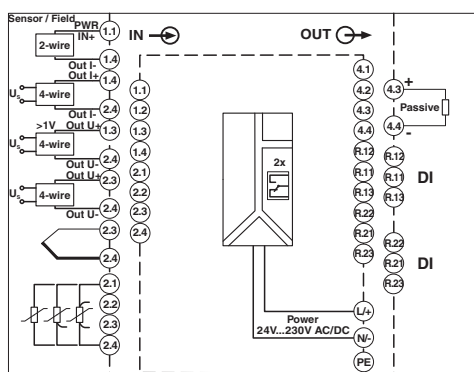 Sensor / Field
PWR
IN+
1.1
2-wire
Out I-
1.4
Out I+
1.4
Us
4-wire
Out I-
2.4
>1V
Out U+
1.3
Us
4-wire
Out U-
2.4
Out U+
2.3
Us
4-wire
Out U-
2.4
2.3
2.4
2.1
2.2
2.3
2.4
IN
OUT
1.1
1.2
1.3
1.4
2.1
2.2
2.3
2.4
2x
Power
24V...230V AC/DC
4.1
4.2
4.3
4.4
R.12
R.11
R.13
R.22
R.21
R.23
L/+
N/-
PE
4.3
+
Passive
4.4
-
R.12
R.11
DI
R.13
R.22
R.21
DI
R.23